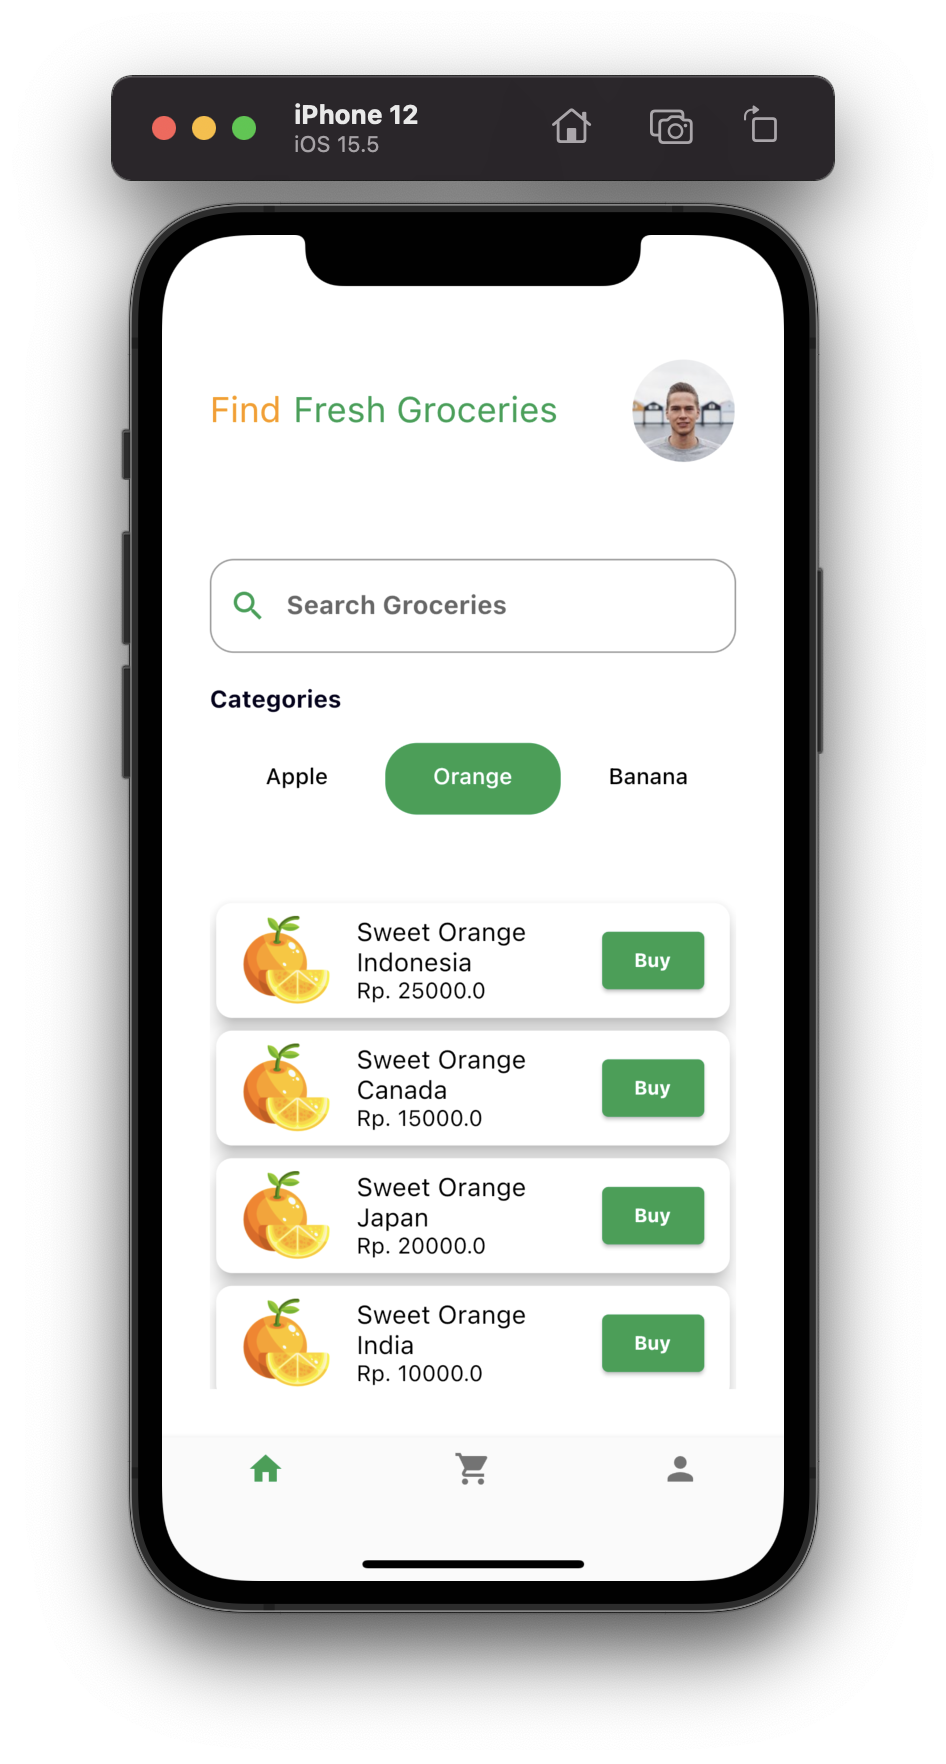 iPhone 12
iOS 15.5
Find Fresh Groceries
Search Groceries
Categories
Apple
Orange
Banana
Sweet Orange
Indonesia
Rp. 25000.0
Buy
Sweet Orange
Canada
Rp. 15000.0
Buy
Sweet Orange
Japan
Rp. 20000.0
Buy
Sweet Orange
India
Rp. 10000.0
Buy